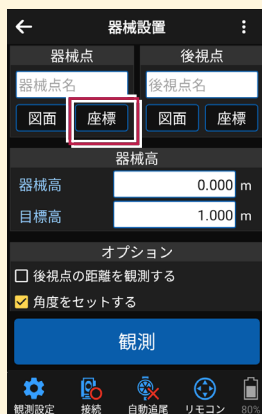 器械設置
器械点 後視点
器械点名 後視点名
図面 座標 図面 座標
器械高
器械高 0.000 m
目標高 1.000 m
オプション
後視点の距離を観測する
角度をセットする
観測
観測設定 接続 自動追尾 リモコン 80%